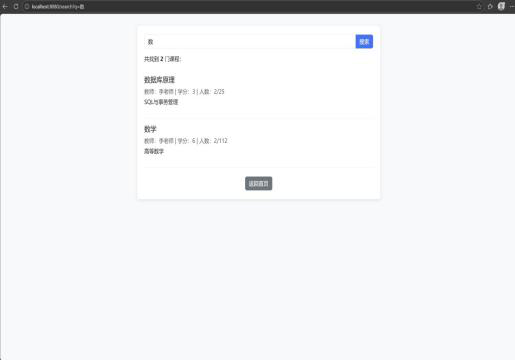 localhost:8080/search?q=数
数
搜索
共找到 2 门课程：
数据库原理
教师：李老师 | 学分：3 | 人数：2/25
SQL与事务管理
数学
教师：李老师 | 学分：6 | 人数：2/112
高等数学
返回首页